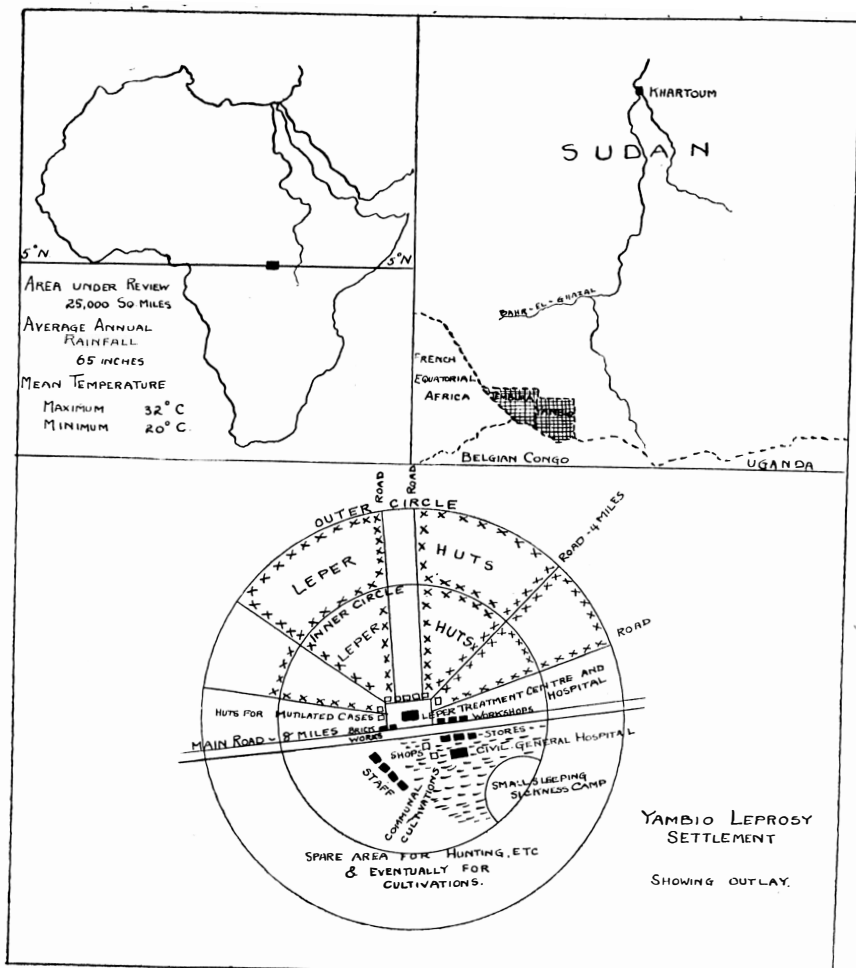 5°N
5°N
AREA UNDER REVIEW
25,000 SQ. MILES
AVERAGE ANNUAL
RAINFALL
65 INCHES
MEAN TEMPERATURE
MAXIMUM 32° C
MINIMUM 20° C.
KHARTOUM
SUDAN
BAHR-EL-GHAZAL
FRENCH
EQUATORIAL
AFRICA
YAMBIO
BELGIAN CONGO
UGANDA
ROAD
ROAD
OUTER CIRCLE
ROAD-4 MILES
LEPER HUTS
INNER CIRCLE
LEPER HUTS
ROAD
HUTS FOR MUTILATED CASES
LEPER TREATMENT CENTRE AND
HOSPITAL
WORKSHOPS
MAIN ROAD - 8 MILES
BRICK
WORKS
STORES
SHOPS
CIVIL GENERAL HOSPITAL
STAFF
COMMUNAL
CULTIVATIONS
SMALL SLEEPING
SICKNESS CAMP
SPARE AREA FOR HUNTING, ETC
& EVENTUALLY FOR
CULTIVATIONS.
YAMBIO LEPROSY
SETTLEMENT
SHOWING OUTLAY.